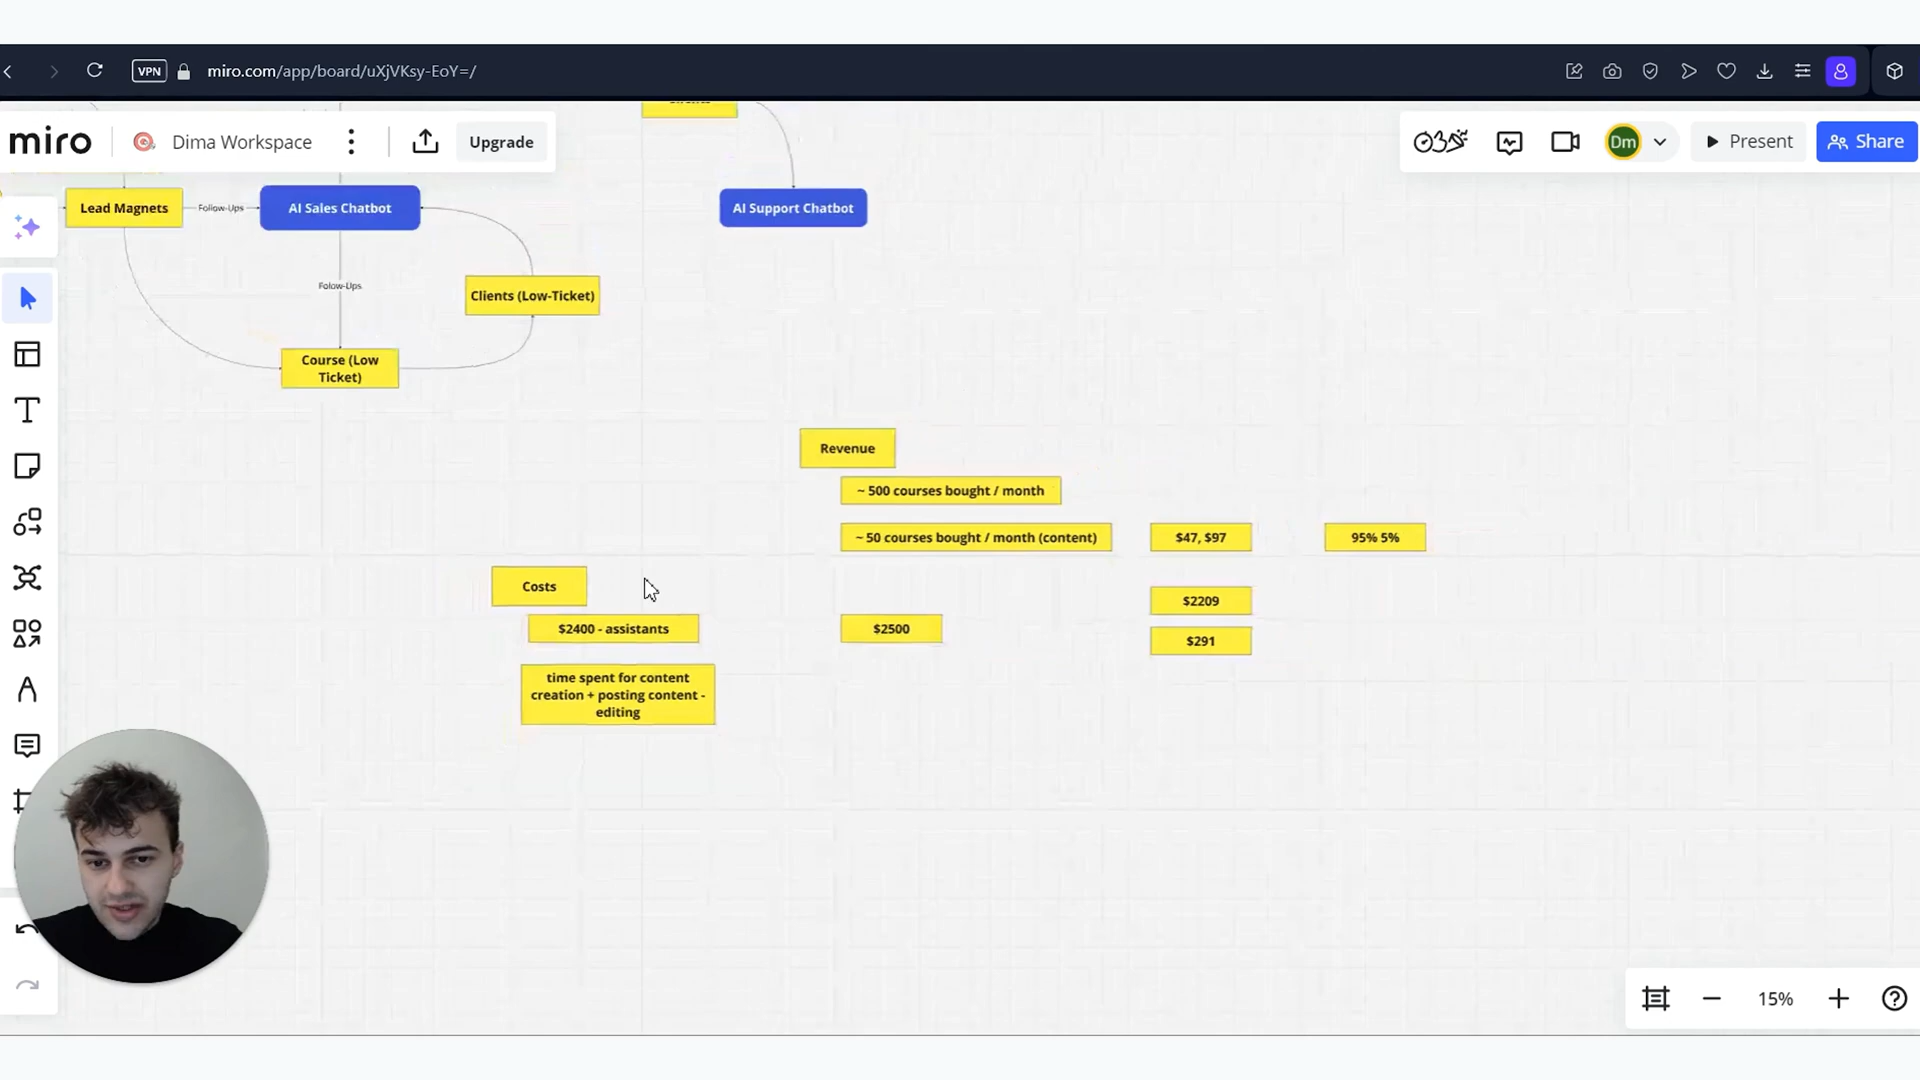 VPN
miro.com/app/board/uXjVKsy-EoY=/
miro
Dima Workspace
Upgrade
Dm
Present
Share
Lead Magnets
Follow-Ups
AI Sales Chatbot
AI Support Chatbot
Folow-Ups
Clients (Low-Ticket)
Course (Low
Ticket)
Revenue
~ 500 courses bought / month
~ 50 courses bought / month (content)
$47, $97
95% 5%
Costs
$2400 - assistants
$2500
$2209
$291
time spent for content
creation + posting content -
editing
15%